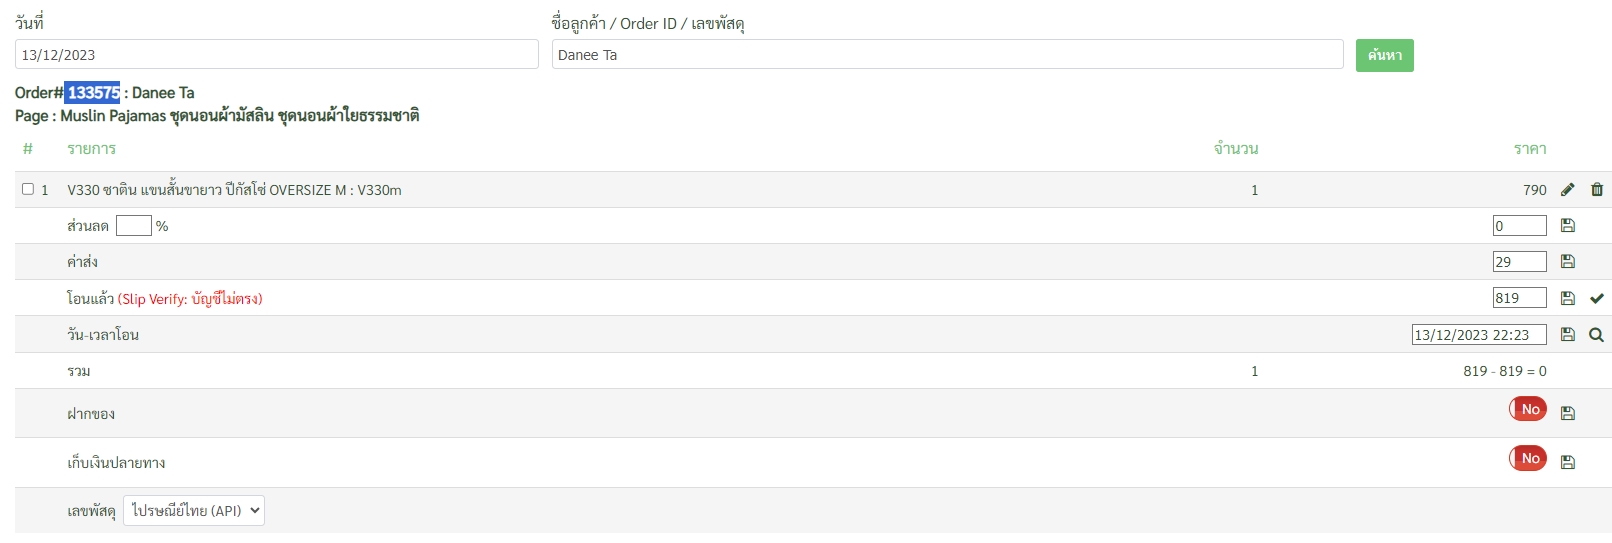 วันที่
ชื่อลูกค้า / Order ID / เลขพัสดุ
13/12/2023
Danee Ta
ค้นหา
Order# 133575 : Danee Ta
Page : Muslin Pajamas ชุดนอนผ้ามัสลิน ชุดนอนผ้าใยธรรมชาติ
# รายการ จำนวน ราคา
1 V330 ซาติน แขนสั้นขายาว ปีกัสโซ่ OVERSIZE M : V330m 1 790
ส่วนลด % 0
ค่าส่ง 29
โอนแล้ว (Slip Verify: บัญชีไม่ตรง) 819
วัน-เวลาโอน 13/12/2023 22:23
รวม 1 819 - 819 = 0
ฝากของ No
เก็บเงินปลายทาง No
เลขพัสดุ ไปรษณีย์ไทย (API)